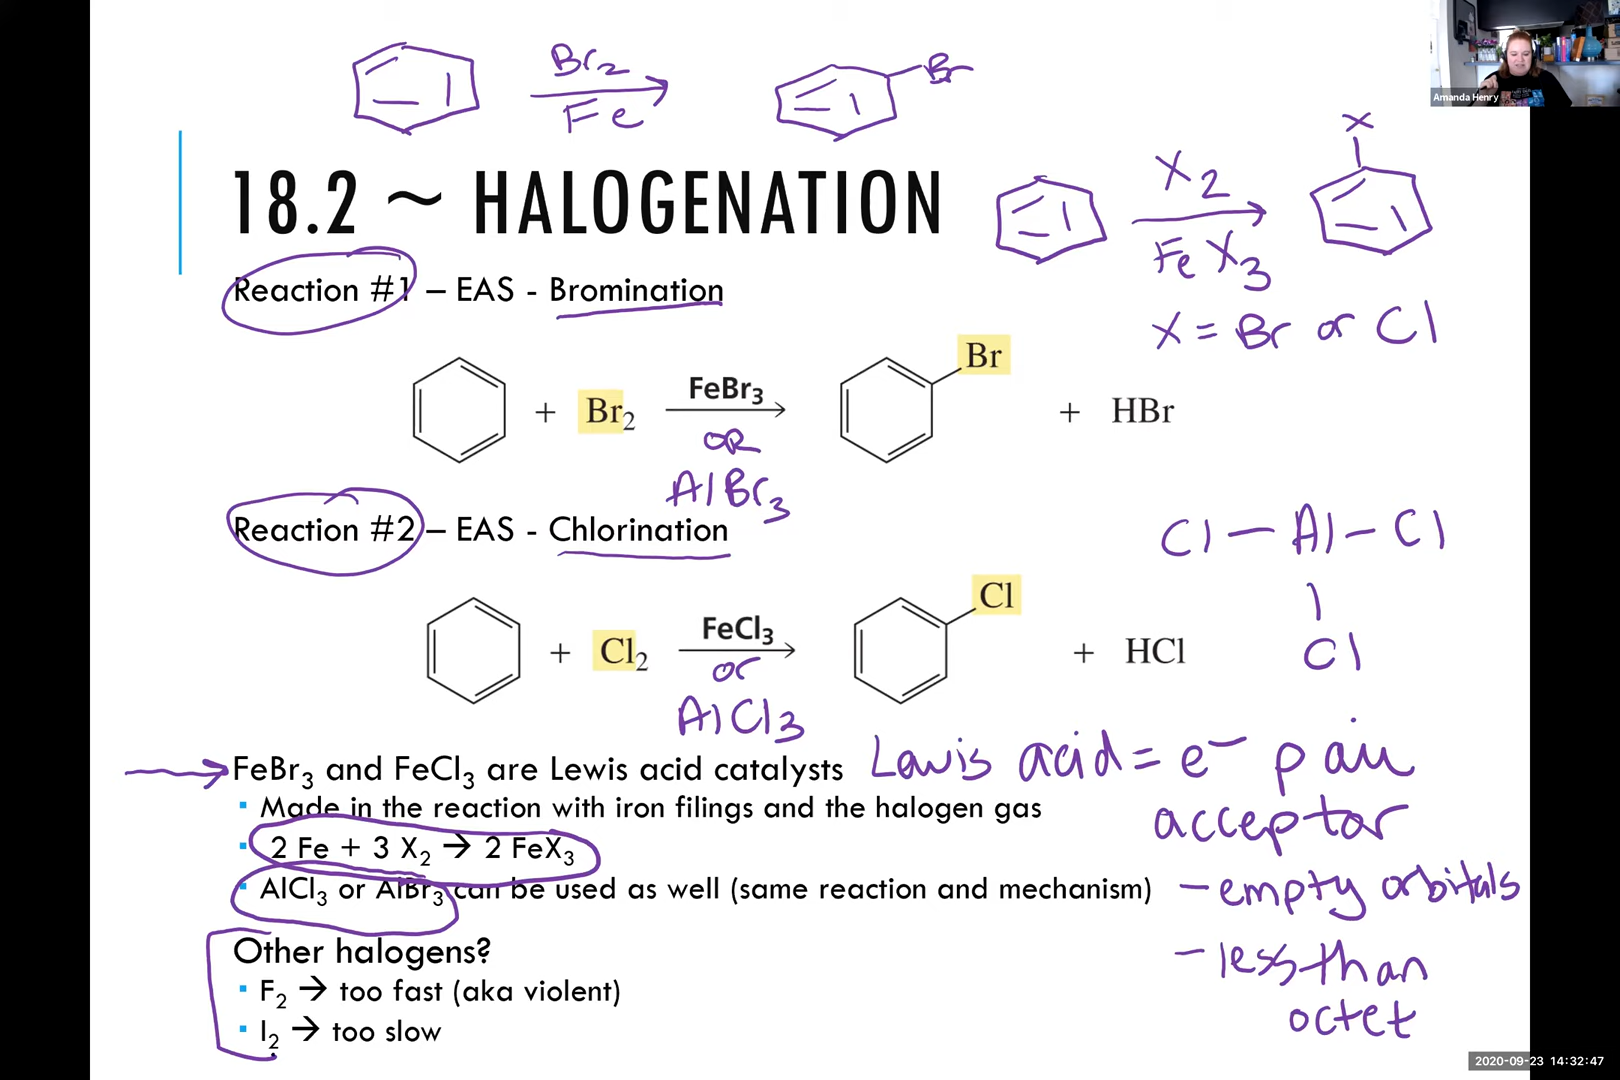 Br2
Fe
Br
Amanda Henry
18.2 ~ HALOGENATION
X
X2
FeX3
X = Br or Cl
Reaction #1 – EAS - Bromination
+ Br2 FeBr3 Br + HBr
OR
AlBr3
Reaction #2 – EAS - Chlorination
Cl — Al — Cl
Cl
+ Cl2 FeCl3 Cl + HCl
or
AlCl3
FeBr3 and FeCl3 are Lewis acid catalysts
Lewis acid = e⁻ pair
acceptor
- empty orbitals
- less than
octet
▪ Made in the reaction with iron filings and the halogen gas
▪ 2 Fe + 3 X2 → 2 FeX3
▪ AlCl3 or AlBr3 can be used as well (same reaction and mechanism)
Other halogens?
▪ F2 → too fast (aka violent)
▪ I2 → too slow
2020-09-23 14:32:47